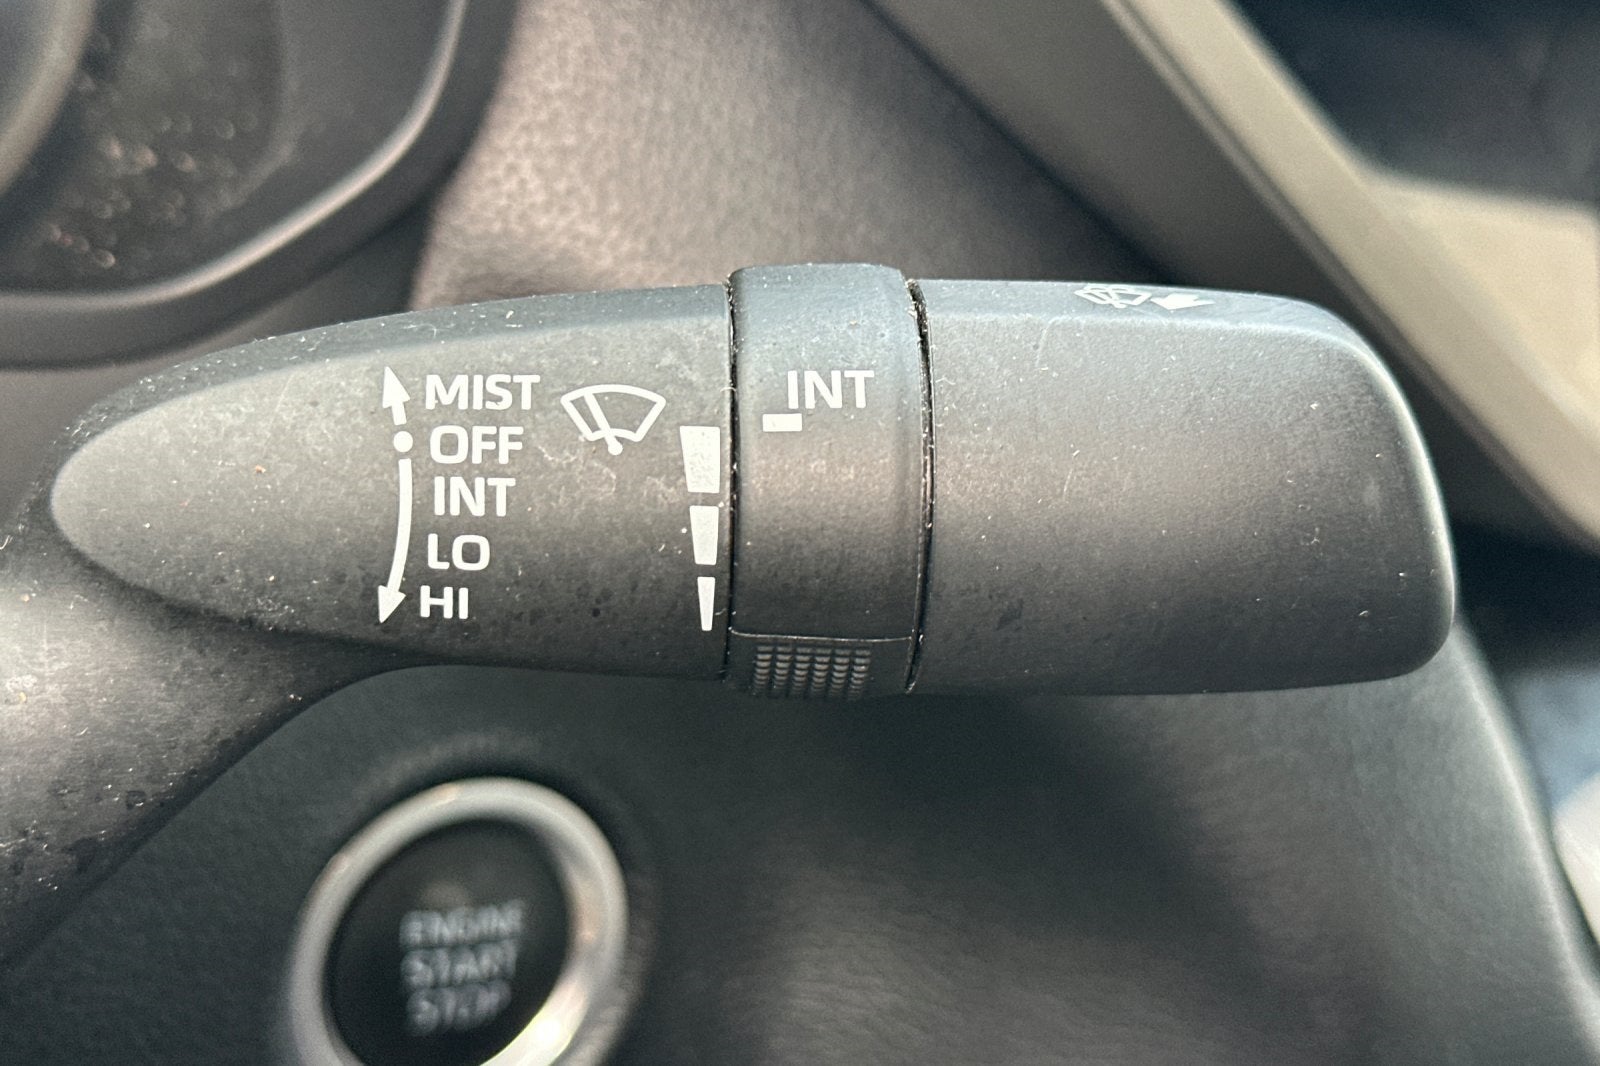 MIST
OFF
INT
LO
HI
INT
ENGINE
START
STOP